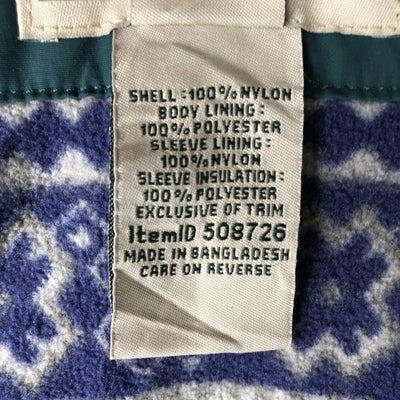 SHELL : 100% NYLON
BODY LINING :
100% POLYESTER
SLEEVE LINING :
100% NYLON
SLEEVE INSULATION :
100% POLYESTER
EXCLUSIVE OF TRIM
ItemID 508726
MADE IN BANGLADESH
CARE ON REVERSE